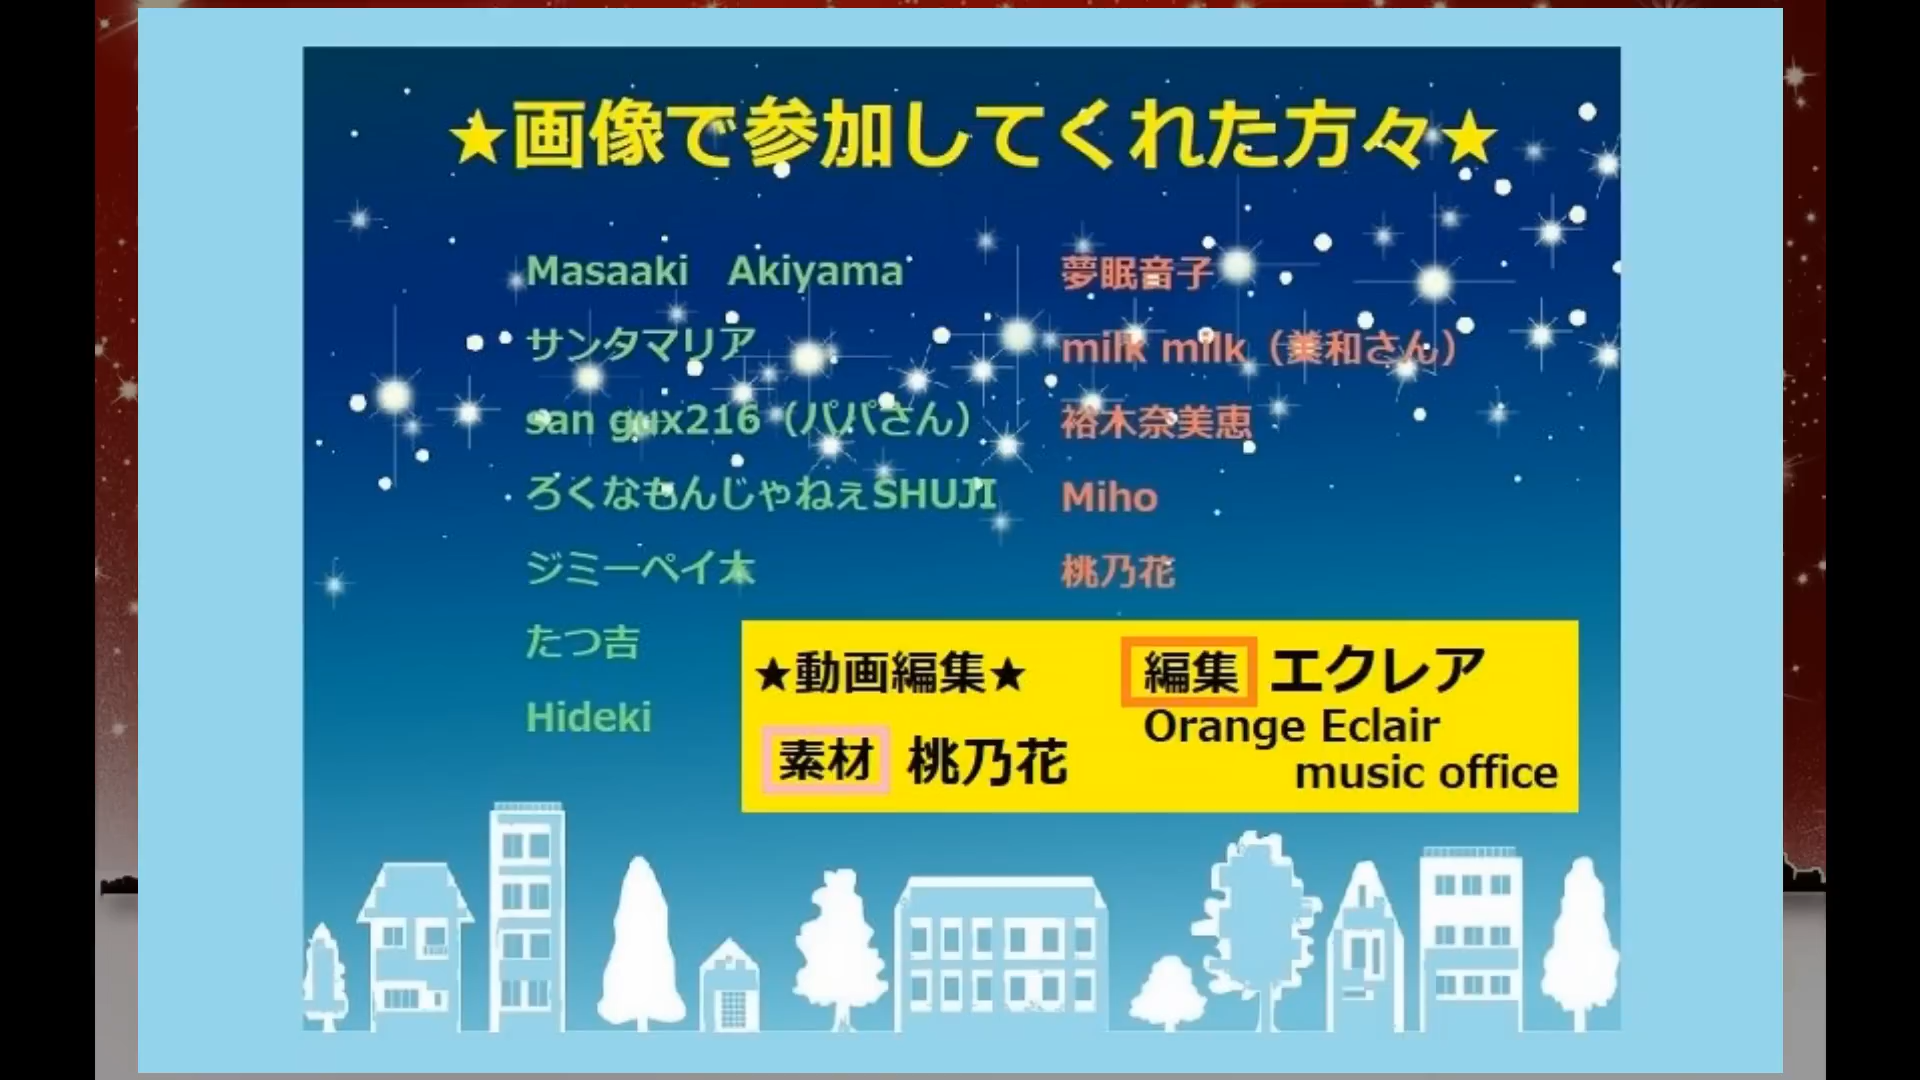 ★画像で参加してくれた方々★
Masaaki　Akiyama
サンタマリア
san gux216（パパさん）
ろくなもんじゃねぇSHUJI
ジミーペイ太
たつ吉
Hideki
夢眠音子
milk milk（美和さん）
裕木奈美恵
Miho
桃乃花
★動画編集★
素材 桃乃花
編集 エクレア
Orange Eclair
music office